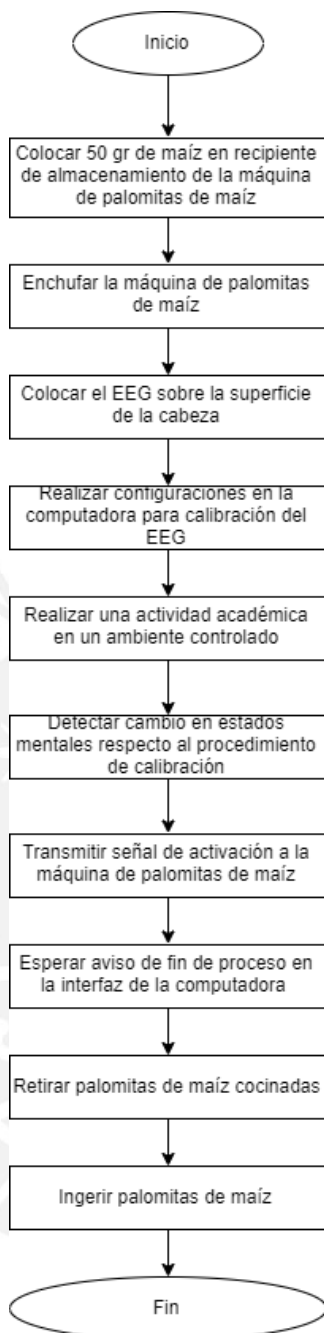 Inicio
Colocar 50 gr de maíz en recipiente
de almacenamiento de la máquina
de palomitas de maíz
Enchufar la máquina de palomitas
de maíz
Colocar el EEG sobre la superficie
de la cabeza
Realizar configuraciones en la
computadora para calibración del
EEG
Realizar una actividad académica
en un ambiente controlado
Detectar cambio en estados
mentales respecto al procedimiento
de calibración
Transmitir señal de activación a la
máquina de palomitas de maíz
Esperar aviso de fin de proceso en
la interfaz de la computadora
Retirar palomitas de maíz cocinadas
Ingerir palomitas de maíz
Fin